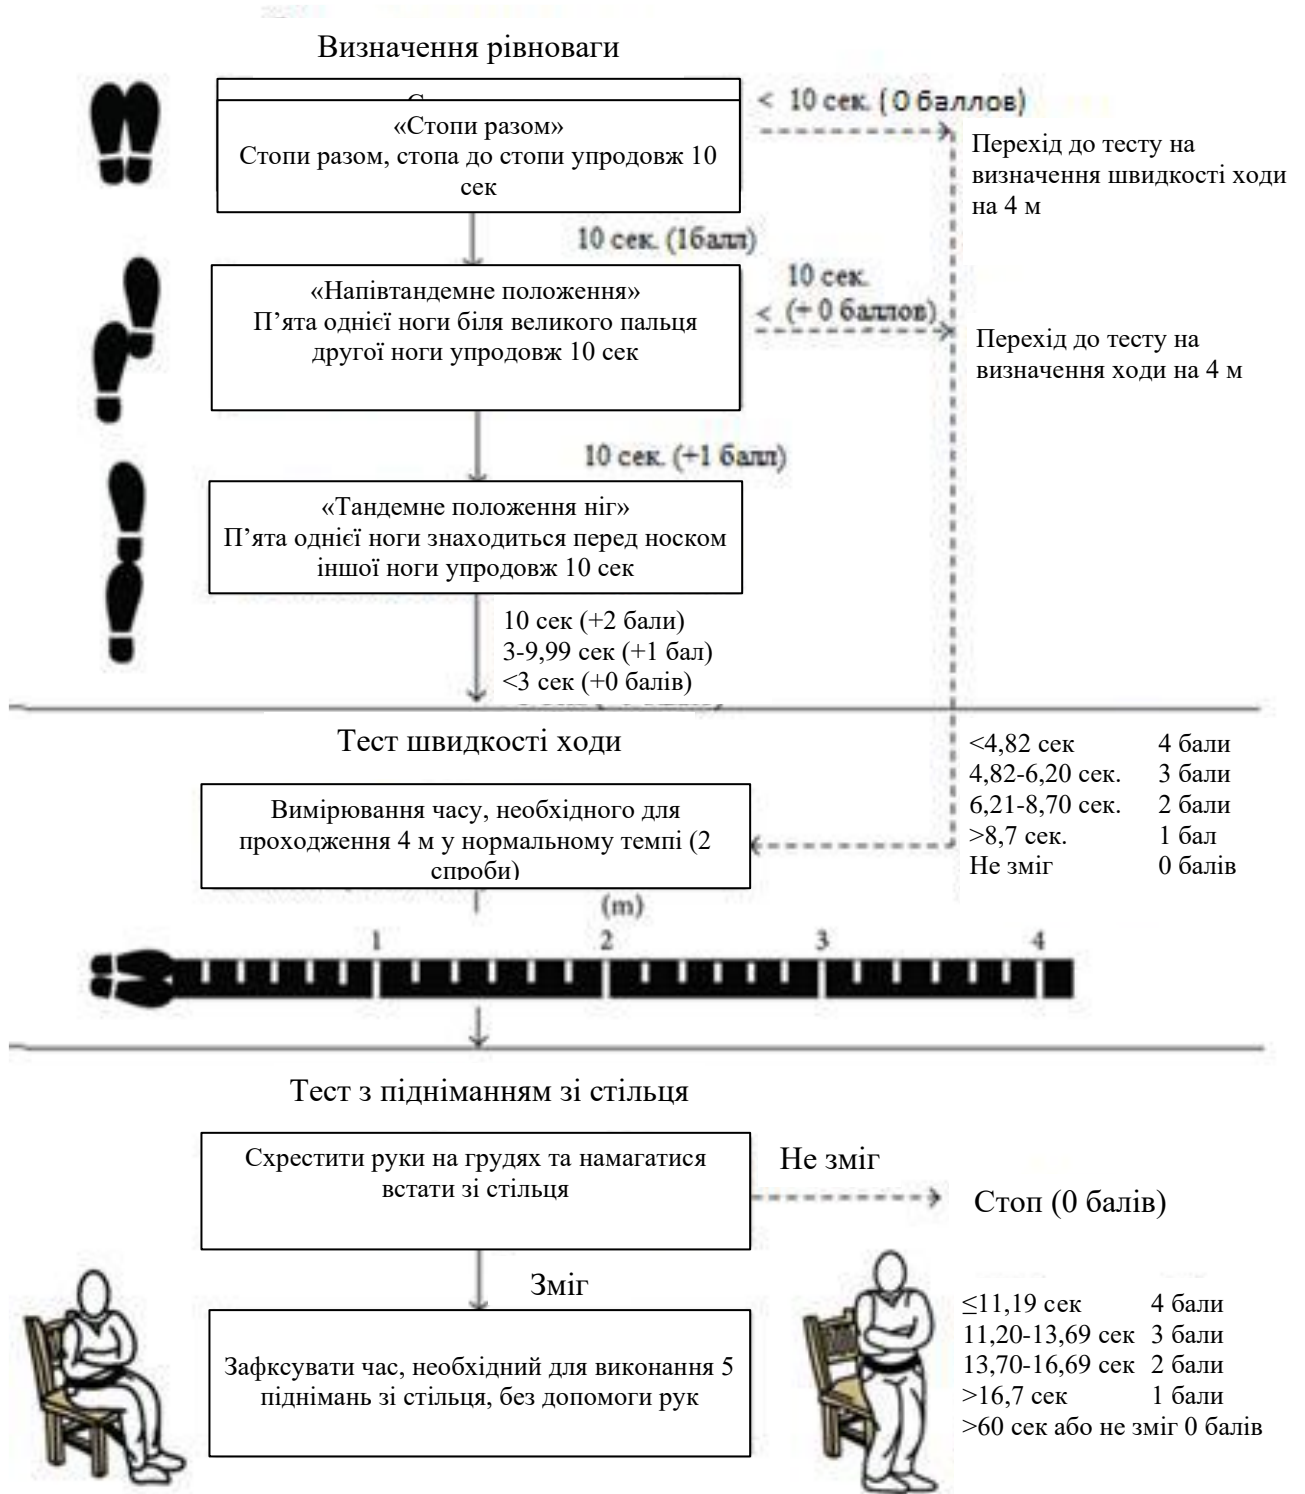 Визначення рівноваги
«Стопи разом»
Стопи разом, стопа до стопи упродовж 10
сек
< 10 сек. ( 0 баллов)
Перехід до тесту на
визначення швидкості ходи
на 4 м
10 сек. (1балл)
«Напівтандемне положення»
П’ята однієї ноги біля великого пальця
другої ноги упродовж 10 сек
10 сек.
< (+ 0 баллов)
Перехід до тесту на
визначення ходи на 4 м
10 сек. (+1 балл)
«Тандемне положення ніг»
П’ята однієї ноги знаходиться перед носком
іншої ноги упродовж 10 сек
10 сек (+2 бали)
3-9,99 сек (+1 бал)
<3 сек (+0 балів)
Тест швидкості ходи
Вимірювання часу, необхідного для
проходження 4 м у нормальному темпі (2
спроби)
<4,82 сек 4 бали
4,82-6,20 сек. 3 бали
6,21-8,70 сек. 2 бали
>8,7 сек. 1 бал
Не зміг 0 балів
(m)
1 2 3 4
Тест з підніманням зі стільця
Схрестити руки на грудях та намагатися
встати зі стільця
Не зміг
Стоп (0 балів)
Зміг
Зафксувати час, необхідний для виконання 5
піднімань зі стільця, без допомоги рук
≤11,19 сек 4 бали
11,20-13,69 сек 3 бали
13,70-16,69 сек 2 бали
>16,7 сек 1 бали
>60 сек або не зміг 0 балів